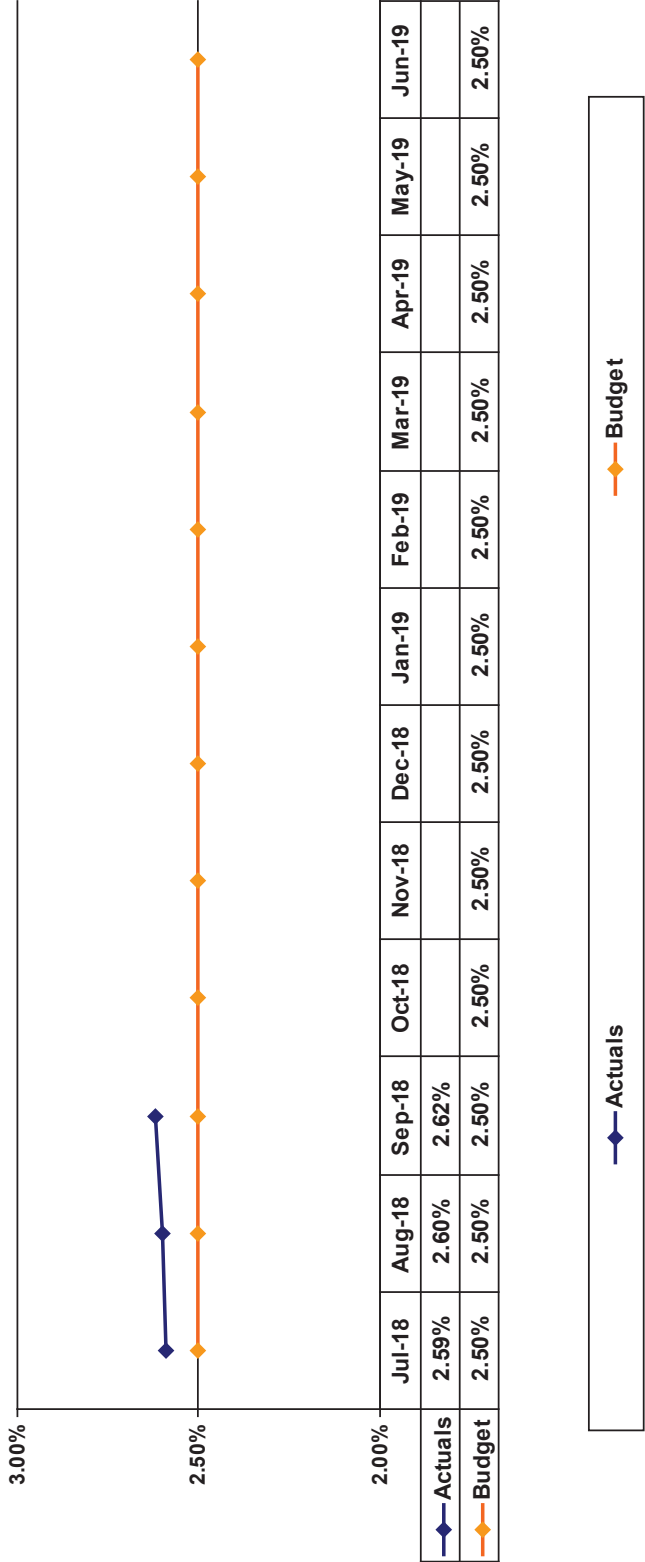 3.00%
2.50%
2.00%
Jul-18 Aug-18 Sep-18 Oct-18 Nov-18 Dec-18 Jan-19 Feb-19 Mar-19 Apr-19 May-19 Jun-19
Actuals 2.59% 2.60% 2.62%
Budget 2.50% 2.50% 2.50% 2.50% 2.50% 2.50% 2.50% 2.50% 2.50% 2.50% 2.50% 2.50%
Actuals Budget